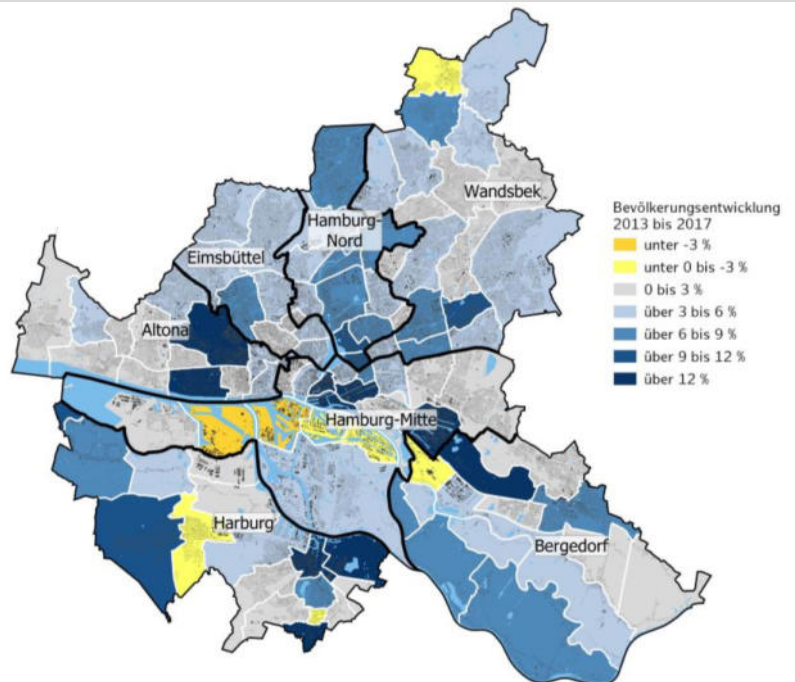 Wandsbek
Hamburg-
Nord
Eimsbüttel
Altona
Hamburg-Mitte
Harburg
Bergedorf
Bevölkerungsentwicklung
2013 bis 2017
unter -3 %
unter 0 bis -3 %
0 bis 3 %
über 3 bis 6 %
über 6 bis 9 %
über 9 bis 12 %
über 12 %